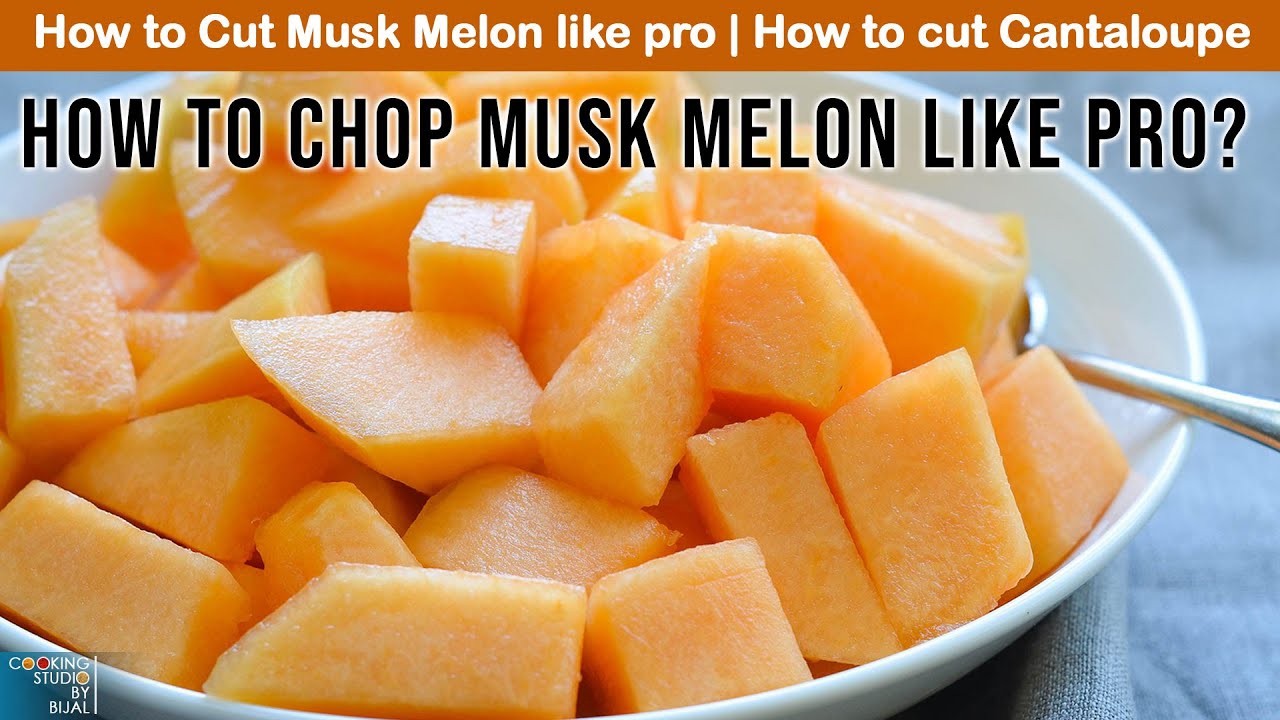 How to Cut Musk Melon like pro | How to cut Cantaloupe
HOW TO CHOP MUSK MELON LIKE PRO?
COOKING
STUDIO
BY
BIJAL